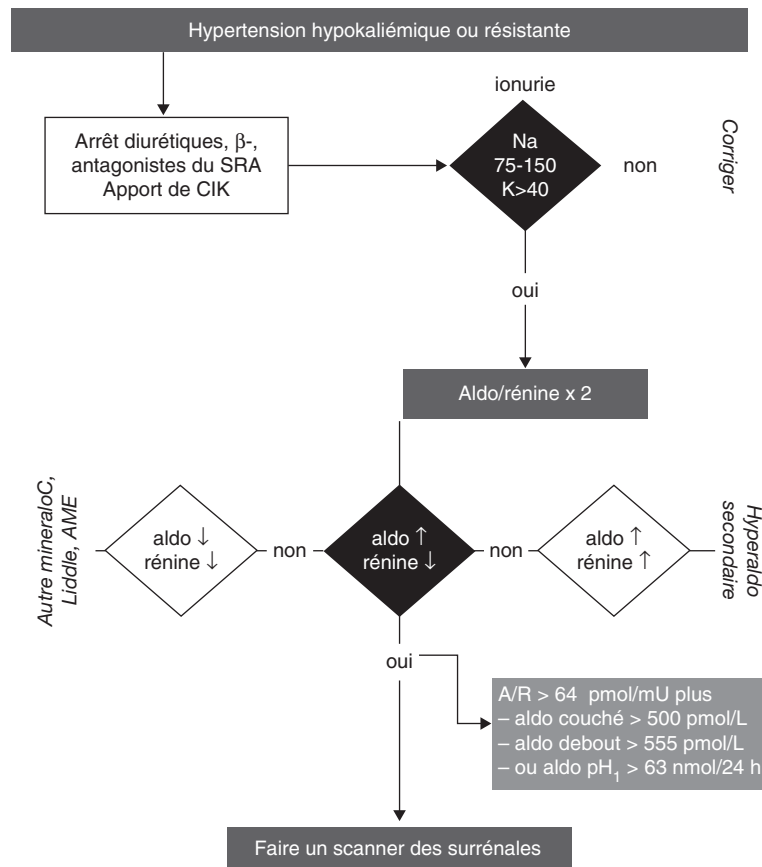 Hypertension hypokaliémique ou résistante
ionurie
Arrêt diurétiques, β-,
antagonistes du SRA
Apport de CIK
Na
75-150
K>40
non
Corriger
oui
Aldo/rénine x 2
Autre mineraloC,
Liddle, AME
aldo ↓
rénine ↓
non
aldo ↑
rénine ↓
non
aldo ↑
rénine ↑
Hyperaldo
secondaire
oui
A/R > 64 pmol/mU plus
– aldo couché > 500 pmol/L
– aldo debout > 555 pmol/L
– ou aldo pH₁ > 63 nmol/24 h
Faire un scanner des surrénales